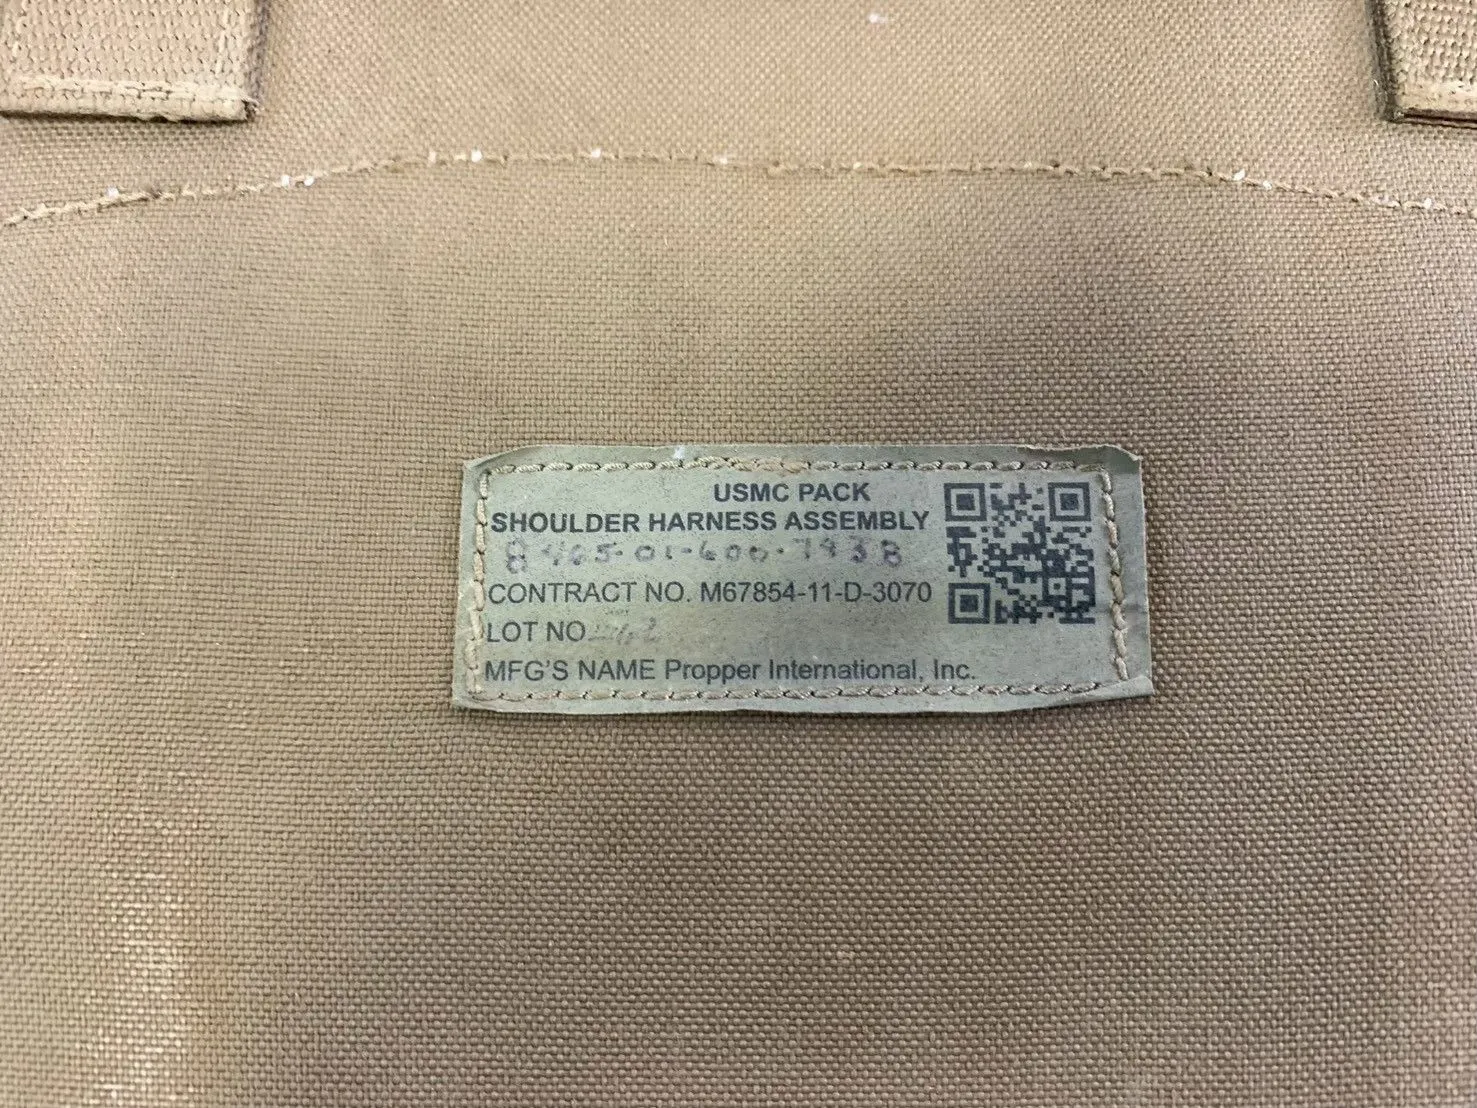 USMC PACK
SHOULDER HARNESS ASSEMBLY
8465-01-600-7938
CONTRACT NO. M67854-11-D-3070
LOT NO
MFG'S NAME Propper International, Inc.